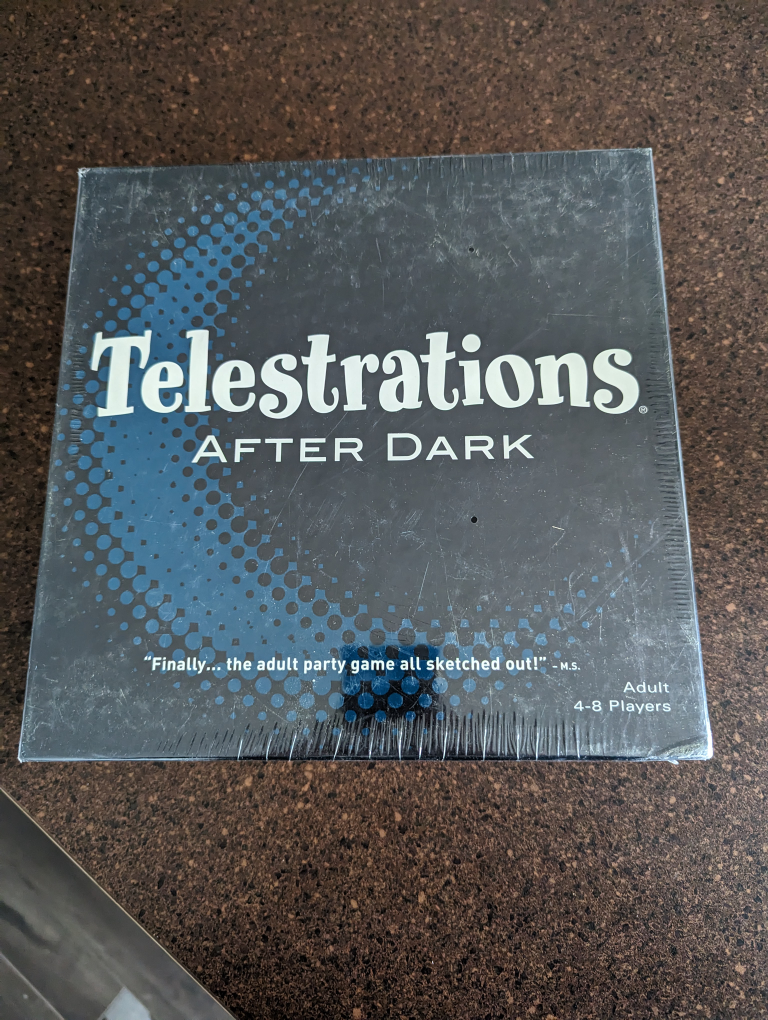 Telestrations®
AFTER DARK
“Finally... the adult party game all sketched out!” – M.S.
Adult
4-8 Players